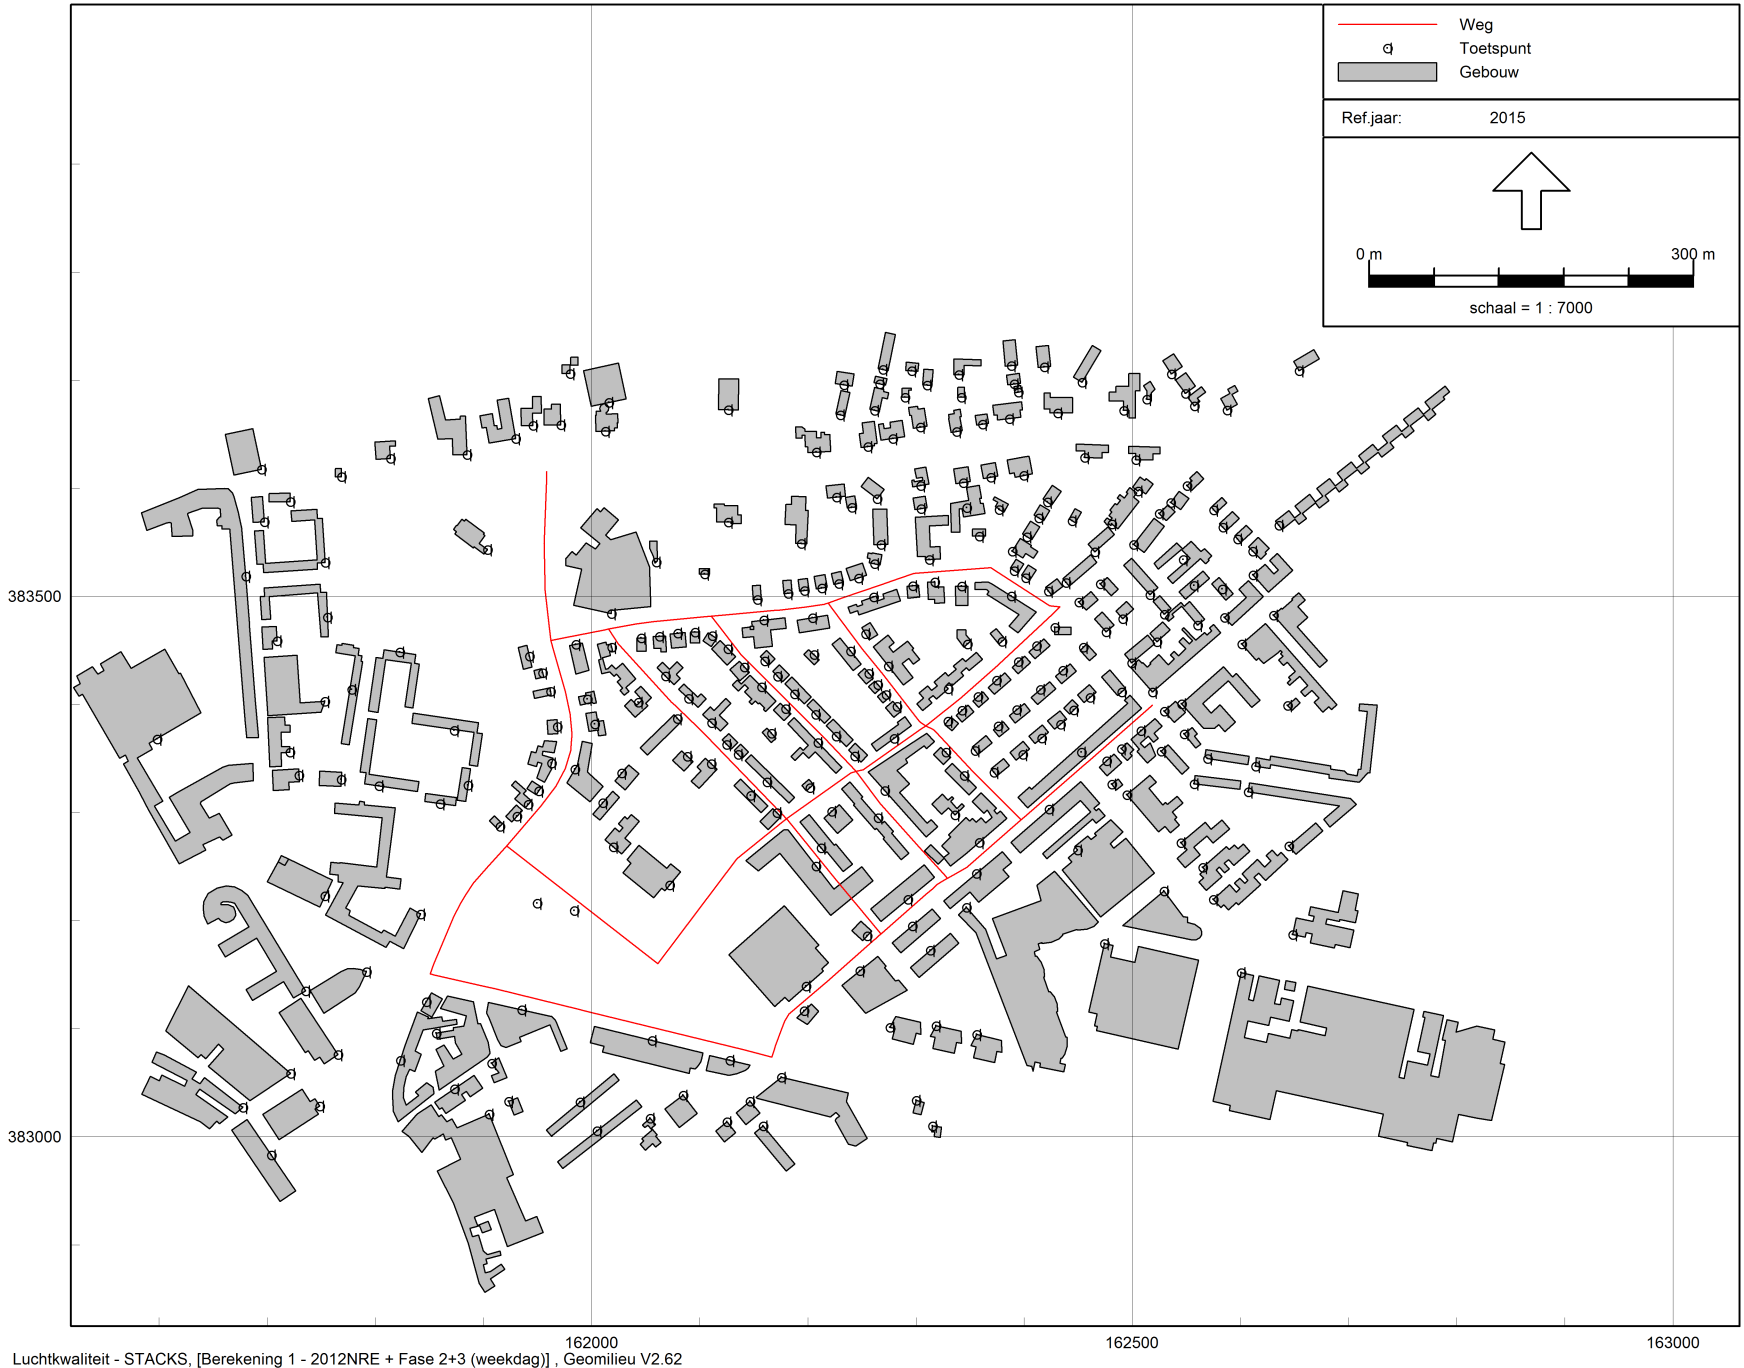 Weg
Toetspunt
Gebouw
Ref.jaar: 2015
0 m 300 m
schaal = 1 : 7000
383500
383000
162000 162500 163000
Luchtkwaliteit - STACKS, [Berekening 1 - 2012NRE + Fase 2+3 (weekdag)] , Geomilieu V2.62